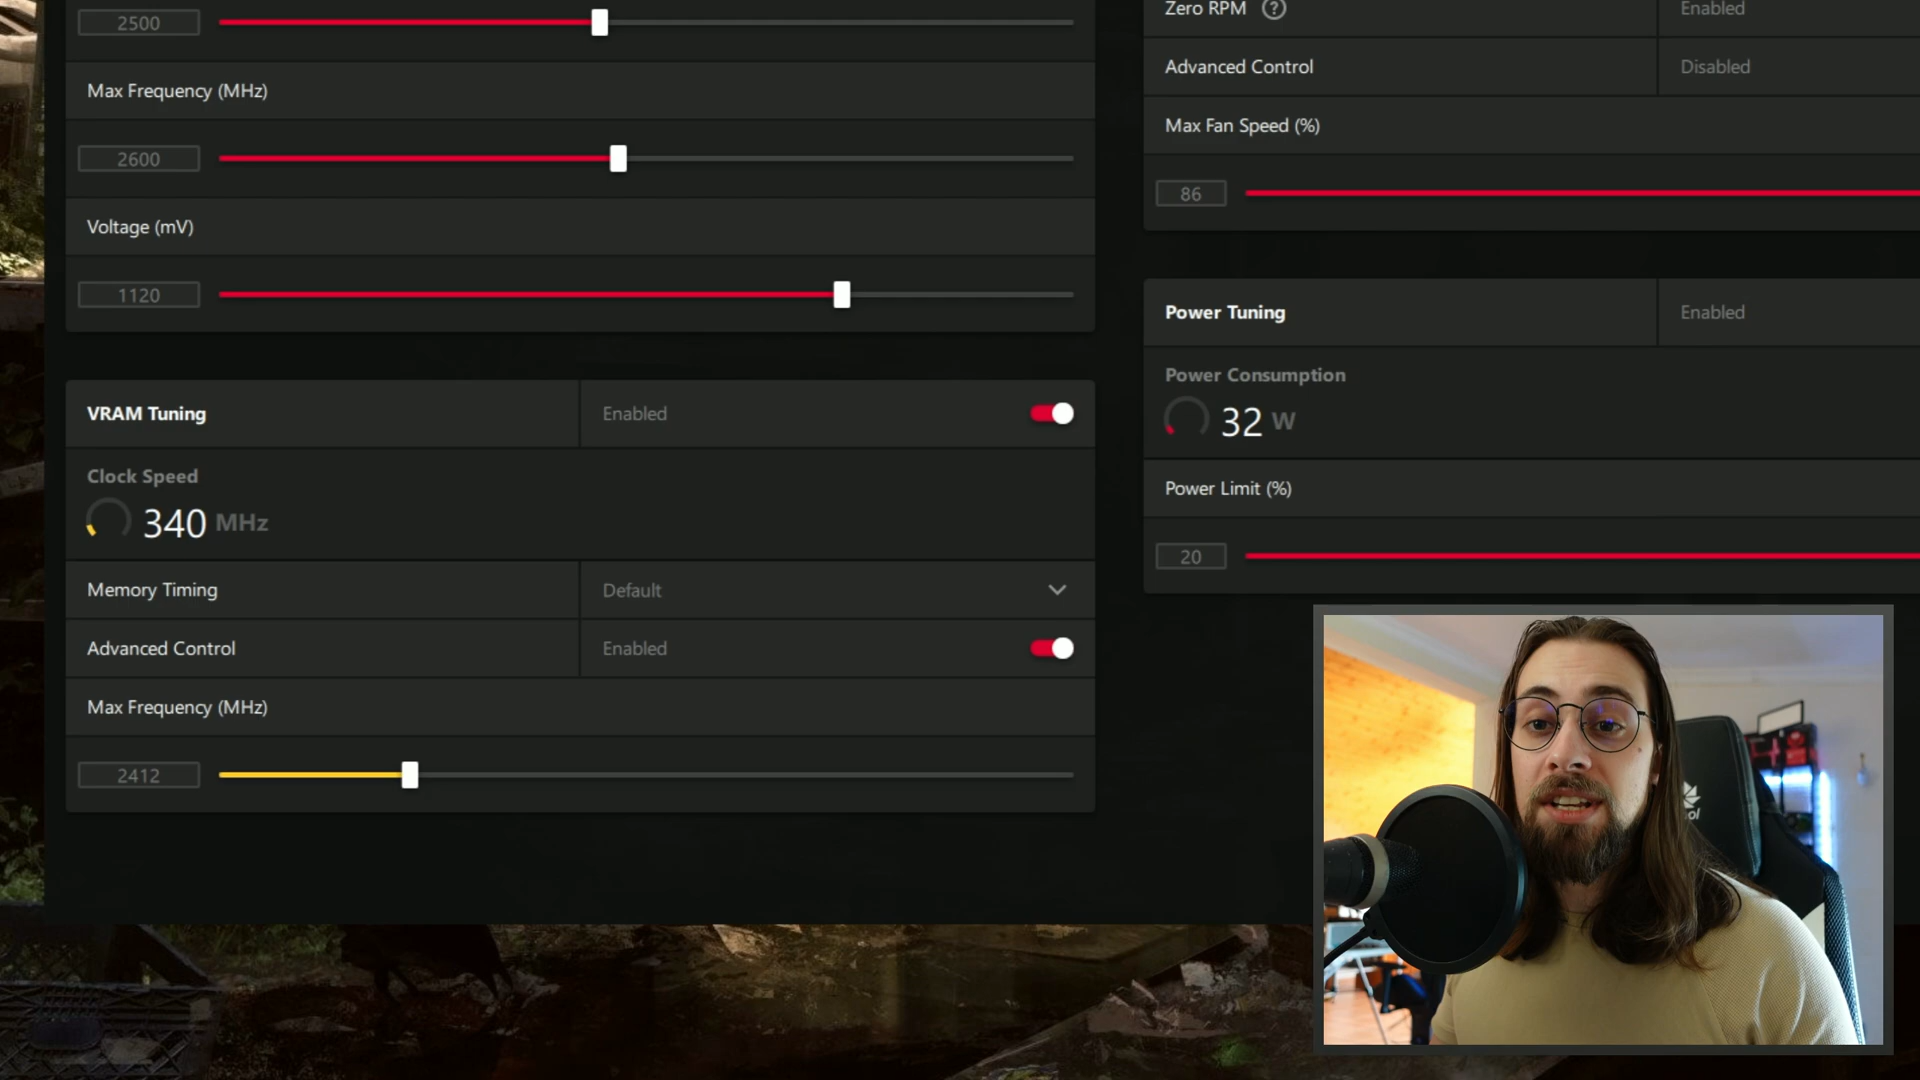 2500
Max Frequency (MHz)
2600
Voltage (mV)
1120
VRAM Tuning Enabled
Clock Speed
340 MHz
Memory Timing Default
Advanced Control Enabled
Max Frequency (MHz)
2412
Zero RPM ? Enabled
Advanced Control Disabled
Max Fan Speed (%)
86
Power Tuning Enabled
Power Consumption
32 W
Power Limit (%)
20